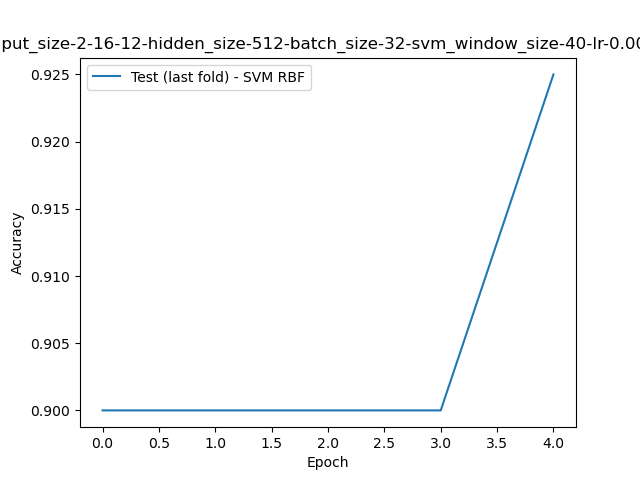 put_size-2-16-12-hidden_size-512-batch_size-32-svm_window_size-40-lr-0.00
Test (last fold) - SVM RBF
0.925
0.920
0.915
0.910
0.905
0.900
Accuracy
0.0 0.5 1.0 1.5 2.0 2.5 3.0 3.5 4.0
Epoch